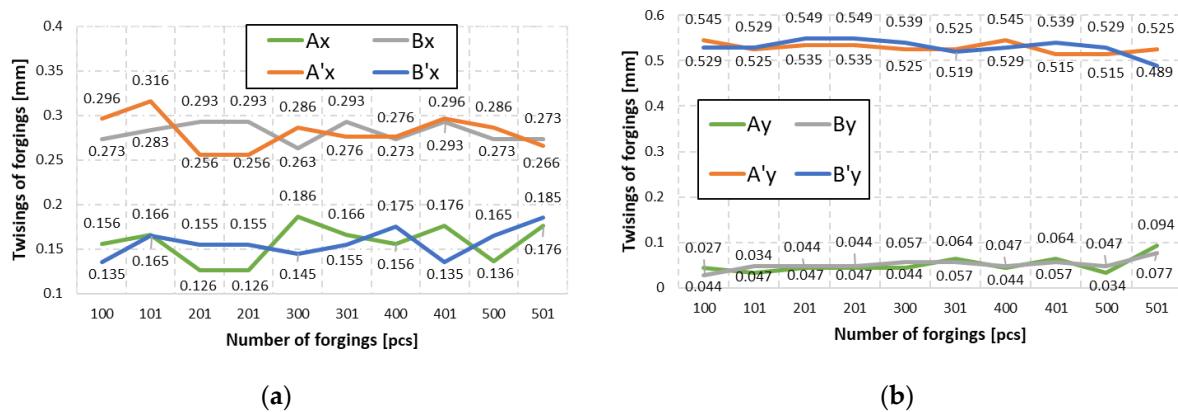 0.4
0.35
0.3
0.25
0.2
0.15
0.1
Twisings of forgings [mm]
Ax Bx
A'x B'x
0.296 0.316 0.293 0.293 0.286 0.293 0.276 0.296 0.286 0.273
0.273 0.283 0.256 0.256 0.263 0.276 0.273 0.293 0.273 0.266
0.156 0.166 0.155 0.155 0.186 0.166 0.175 0.176 0.165 0.185
0.135 0.165 0.126 0.126 0.145 0.155 0.156 0.135 0.136 0.176
100 101 201 201 300 301 400 401 500 501
Number of forgings [pcs]
(a)
0.6
0.5
0.4
0.3
0.2
0.1
0
Twisings of forgings [mm]
0.545 0.529 0.549 0.549 0.539 0.525 0.545 0.539 0.529 0.525
0.529 0.525 0.535 0.535 0.525 0.519 0.529 0.515 0.515 0.489
Ay By
A'y B'y
0.027 0.034 0.044 0.044 0.057 0.064 0.047 0.064 0.047 0.094
0.044 0.047 0.047 0.047 0.044 0.057 0.044 0.057 0.034 0.077
100 101 201 201 300 301 400 401 500 501
Number of forgings [pcs]
(b)